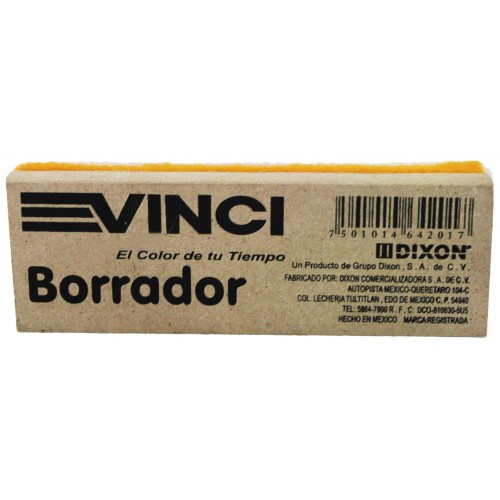 VINCI
El Color de tu Tiempo
Borrador
7 501014 642017
DIXON
Un Producto de Grupo Dixon, S. A. de C. V.
FABRICADO POR: DIXON COMERCIALIZADORA S. A. DE C. V.
AUTOPISTA MEXICO-QUERETARO 104-C
COL. LECHERIA TULTITLAN, EDO DE MEXICO C. P. 54940
TEL. 5864-7900 R. F. C: DCO-810630-5U5
HECHO EN MEXICO MARCA REGISTRADA